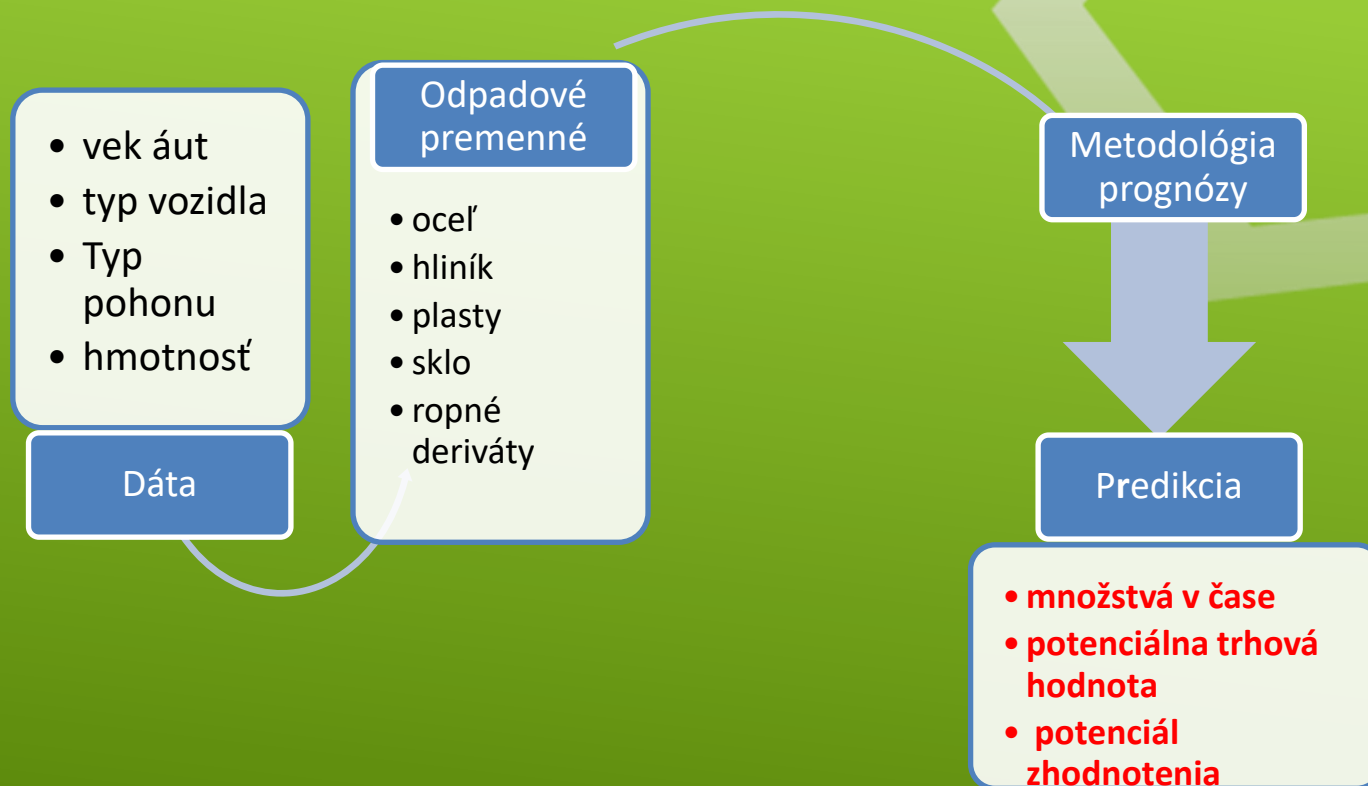 • vek áut
• typ vozidla
• Typ
pohonu
• hmotnosť
Dáta
Odpadové
premenné
• oceľ
• hliník
• plasty
• sklo
• ropné
deriváty
Metodológia
prognózy
Predikcia
• množstvá v čase
• potenciálna trhová
hodnota
• potenciál
zhodnotenia